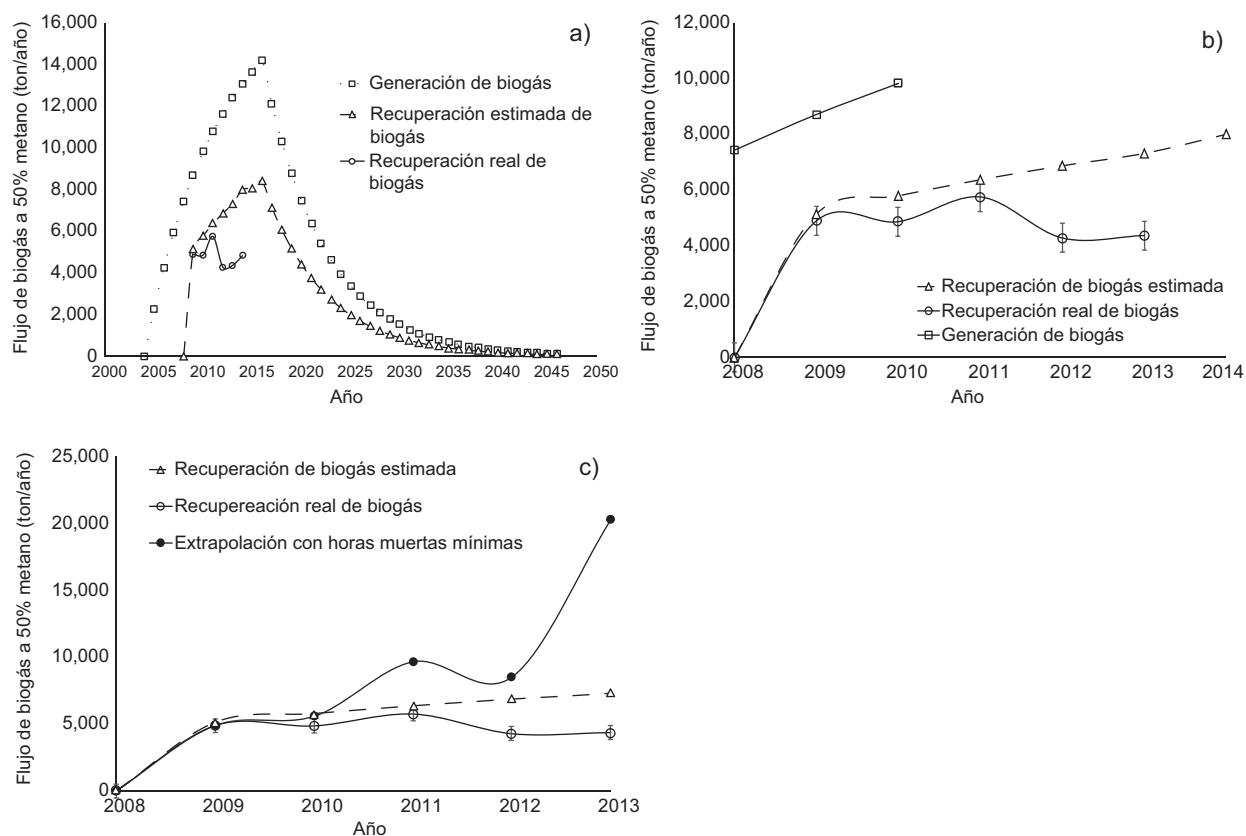 Flujo de biogás a 50% metano (ton/año)
16,000
14,000
12,000
10,000
8,000
6,000
4,000
2,000
0
a)
Generación de biogás
Recuperación estimada de
biogás
Recuperación real de
biogás
2000 2005 2010 2015 2020 2025 2030 2035 2040 2045 2050
Año
Flujo de biogás a 50% metano (ton/año)
12,000
10,000
8,000
6,000
4,000
2,000
0
b)
Recuperación de biogás estimada
Recuperación real de biogás
Generación de biogás
2008 2009 2010 2011 2012 2013 2014
Año
Flujo de biogás a 50% metano (ton/año)
25,000
20,000
15,000
10,000
5,000
0
c)
Recuperación de biogás estimada
Recupereación real de biogás
Extrapolación con horas muertas mínimas
2008 2009 2010 2011 2012 2013
Año